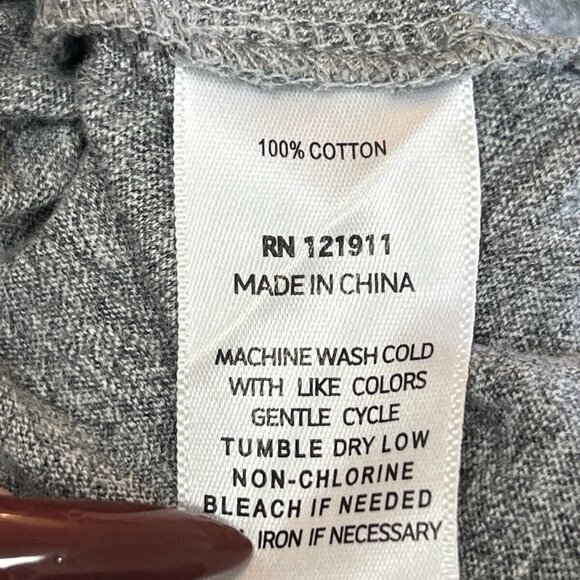 100% COTTON
RN 121911
MADE IN CHINA
MACHINE WASH COLD
WITH LIKE COLORS
GENTLE CYCLE
TUMBLE DRY LOW
NON-CHLORINE
BLEACH IF NEEDED
IRON IF NECESSARY